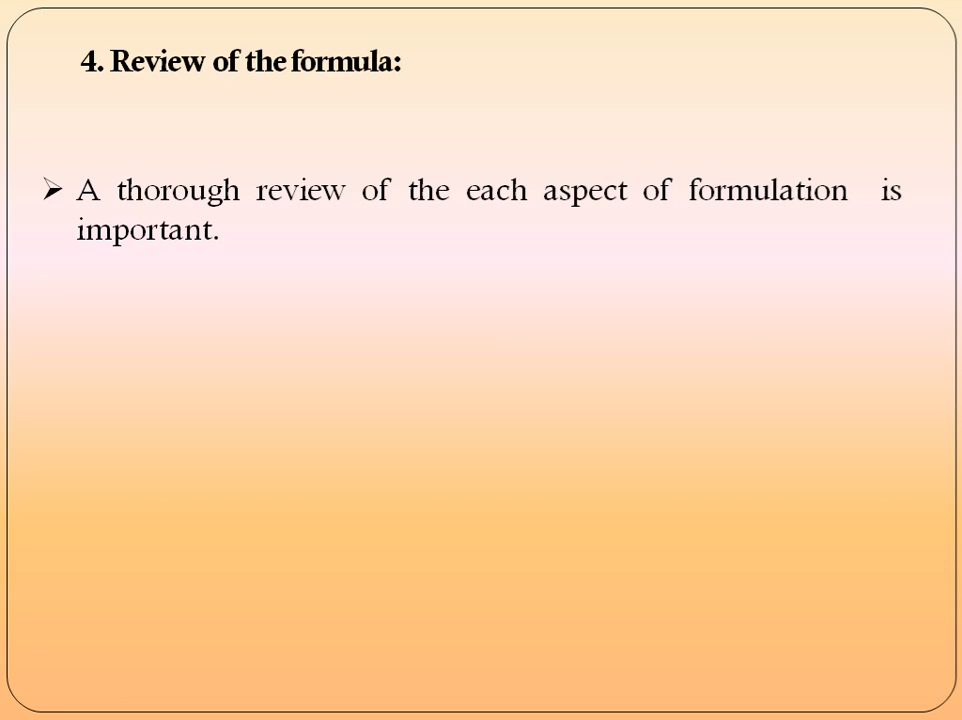 4. Review of the formula:
➢ A thorough review of the each aspect of formulation is
important.